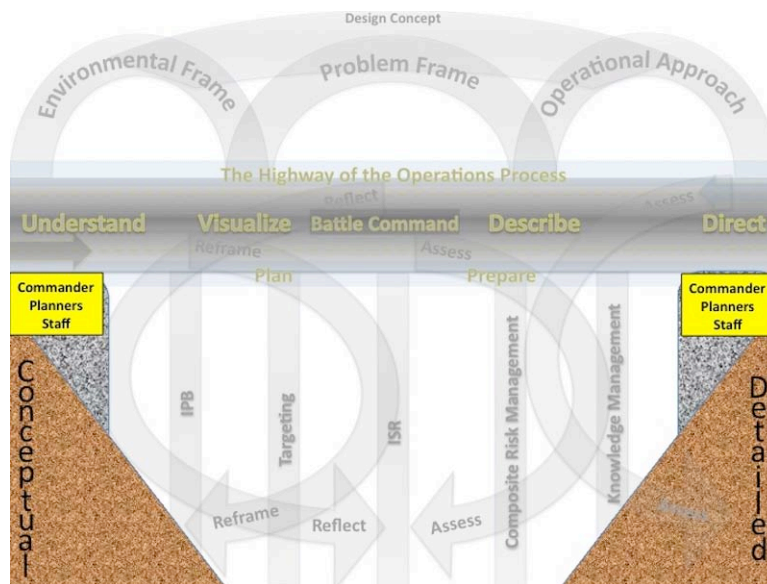 Design Concept
Environmental Frame
Problem Frame
Operational Approach
The Highway of the Operations Process
Reflect
Assess
Understand
Visualize
Battle Command
Describe
Direct
Reframe
Assess
Plan
Prepare
Commander
Planners
Staff
Commander
Planners
Staff
Conceptual
IPB
Targeting
ISR
Composite Risk Management
Knowledge Management
Detailed
Reframe
Reflect
Assess
Assess